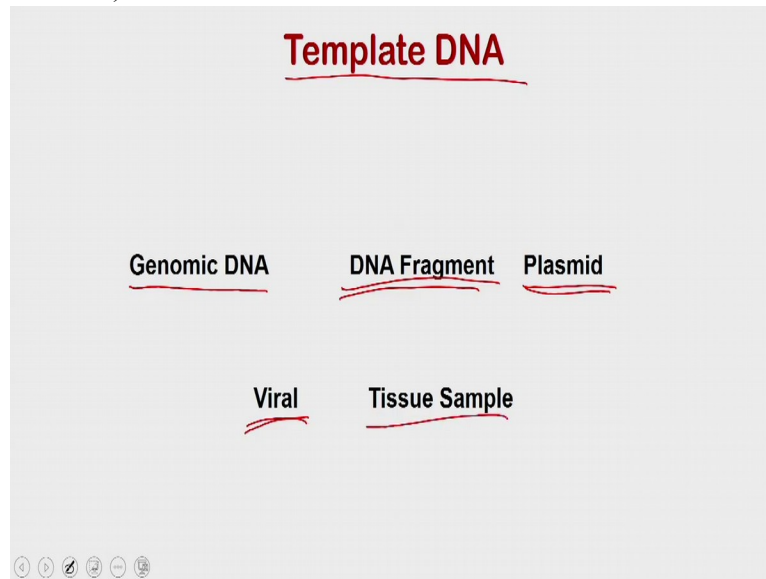 Template DNA
Genomic DNA DNA Fragment Plasmid
Viral Tissue Sample